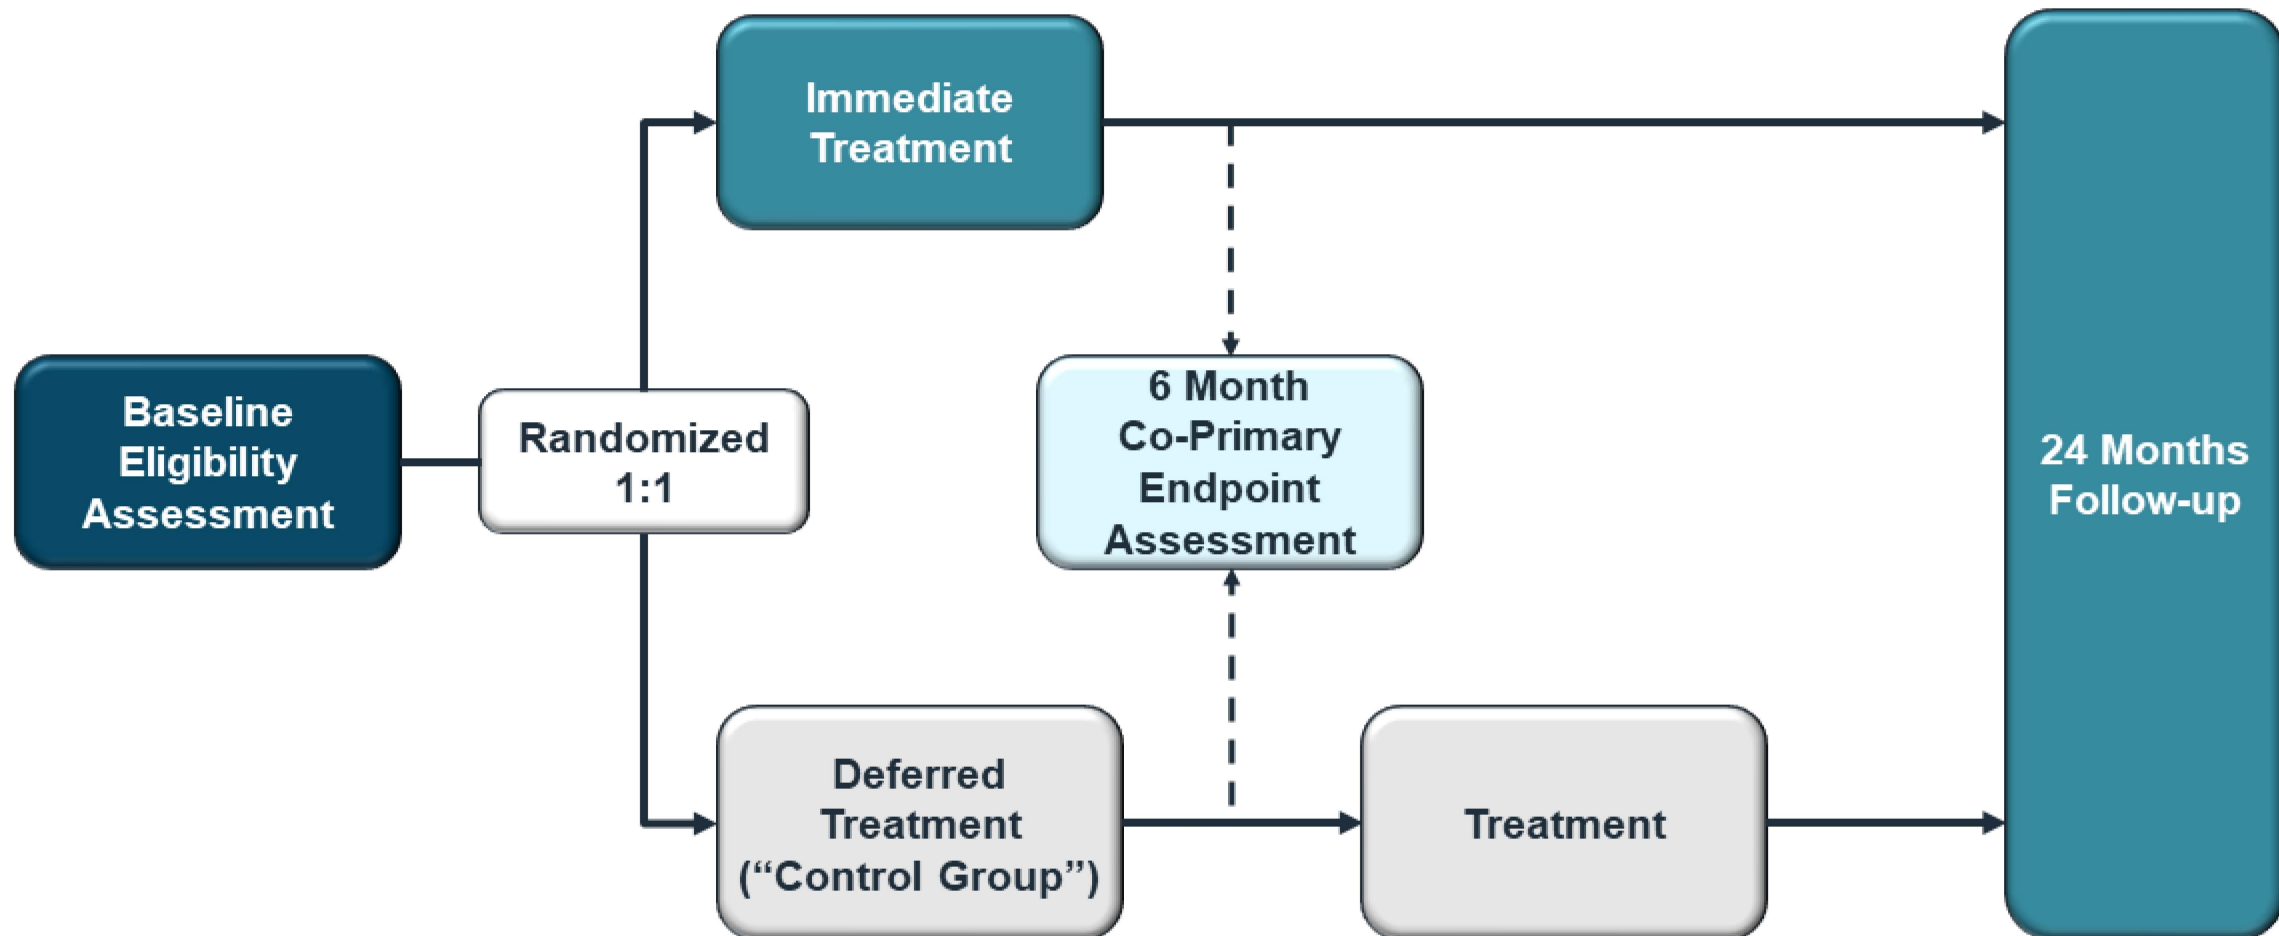 Immediate
Treatment
Baseline
Eligibility
Assessment
Randomized
1:1
6 Month
Co-Primary
Endpoint
Assessment
24 Months
Follow-up
Deferred
Treatment
(“Control Group”)
Treatment